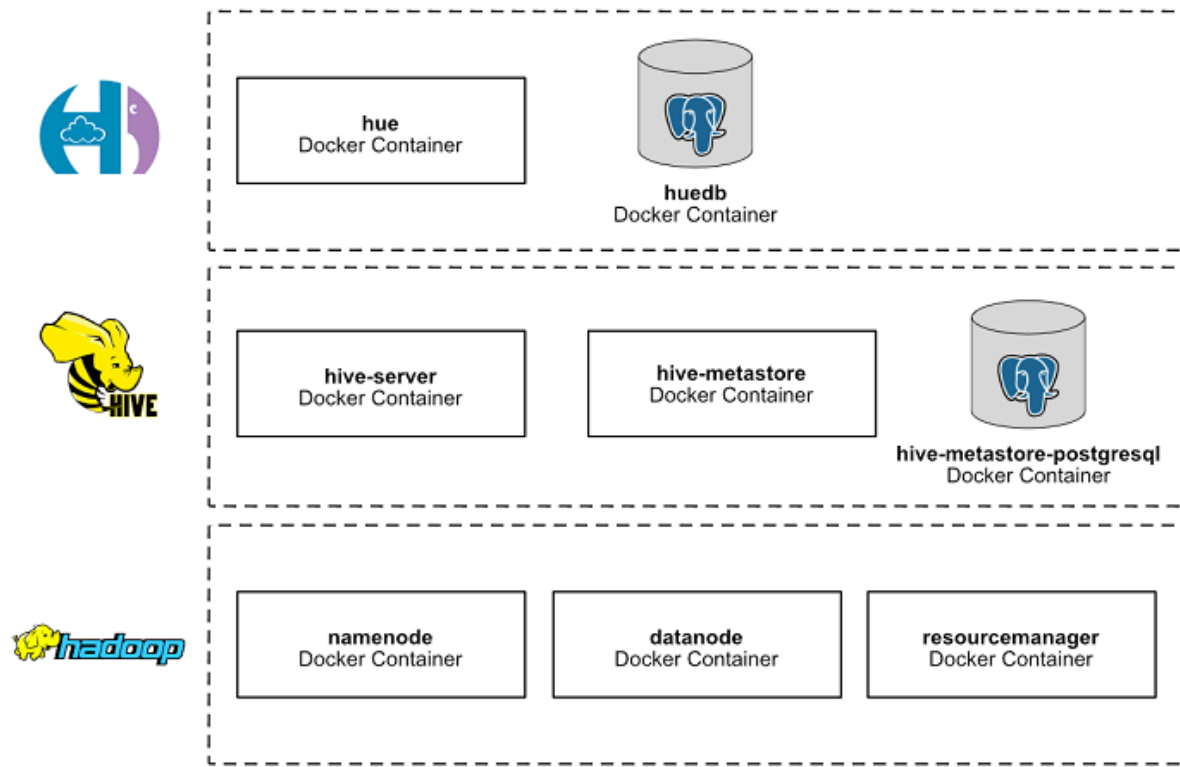 hue
Docker Container
huedb
Docker Container
HIVE
hive-server
Docker Container
hive-metastore
Docker Container
hive-metastore-postgresql
Docker Container
hadoop
namenode
Docker Container
datanode
Docker Container
resourcemanager
Docker Container